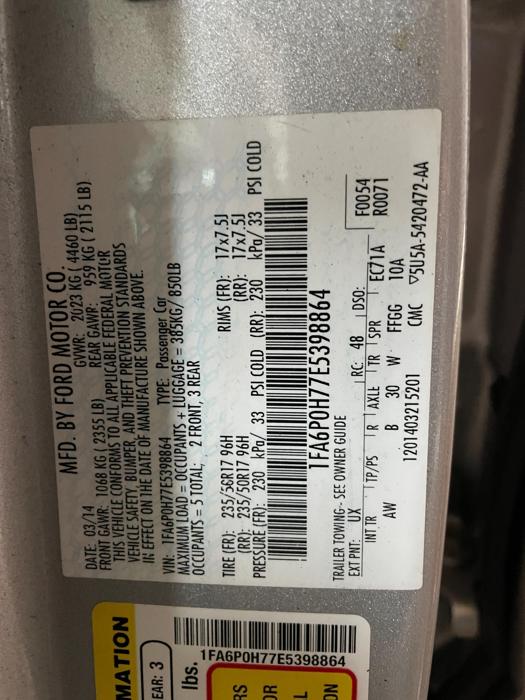 MFD. BY FORD MOTOR CO.
DATE: 03/14 GVWR: 2023 KG ( 4460 LB)
FRONT GAWR: 1068 KG ( 2355 LB) REAR GAWR: 959 KG ( 2115 LB)
THIS VEHICLE CONFORMS TO ALL APPLICABLE FEDERAL MOTOR
VEHICLE SAFETY, BUMPER, AND THEFT PREVENTION STANDARDS
IN EFFECT ON THE DATE OF MANUFACTURE SHOWN ABOVE.
VIN: 1FA6P0H77E5398864 TYPE: Passenger Car
MAXIMUM LOAD = OCCUPANTS + LUGGAGE = 385KG/ 850LB
OCCUPANTS = 5 TOTAL; 2 FRONT, 3 REAR
TIRE (FR): 235/50R17 96H RIMS (FR): 17x7.5J
(RR): 235/50R17 96H (RR): 17x7.5J
PRESSURE (FR): 230 kPa/ 33 PSI COLD (RR): 230 kPa/ 33 PSI COLD
1FA6P0H77E5398864
TRAILER TOWING-- SEE OWNER GUIDE
F0054
R0071
EXT PNT: UX RC: 48 DSO:
INT TR TP/PS R AXLE TR SPR EC71A
AW B 30 W FFGG 10A
1201403215201 CMC ▽5U5A-5420472-AA
MATION
EAR: 3
lbs.
1FA6P0H77E5398864
RS
OR
L
ON